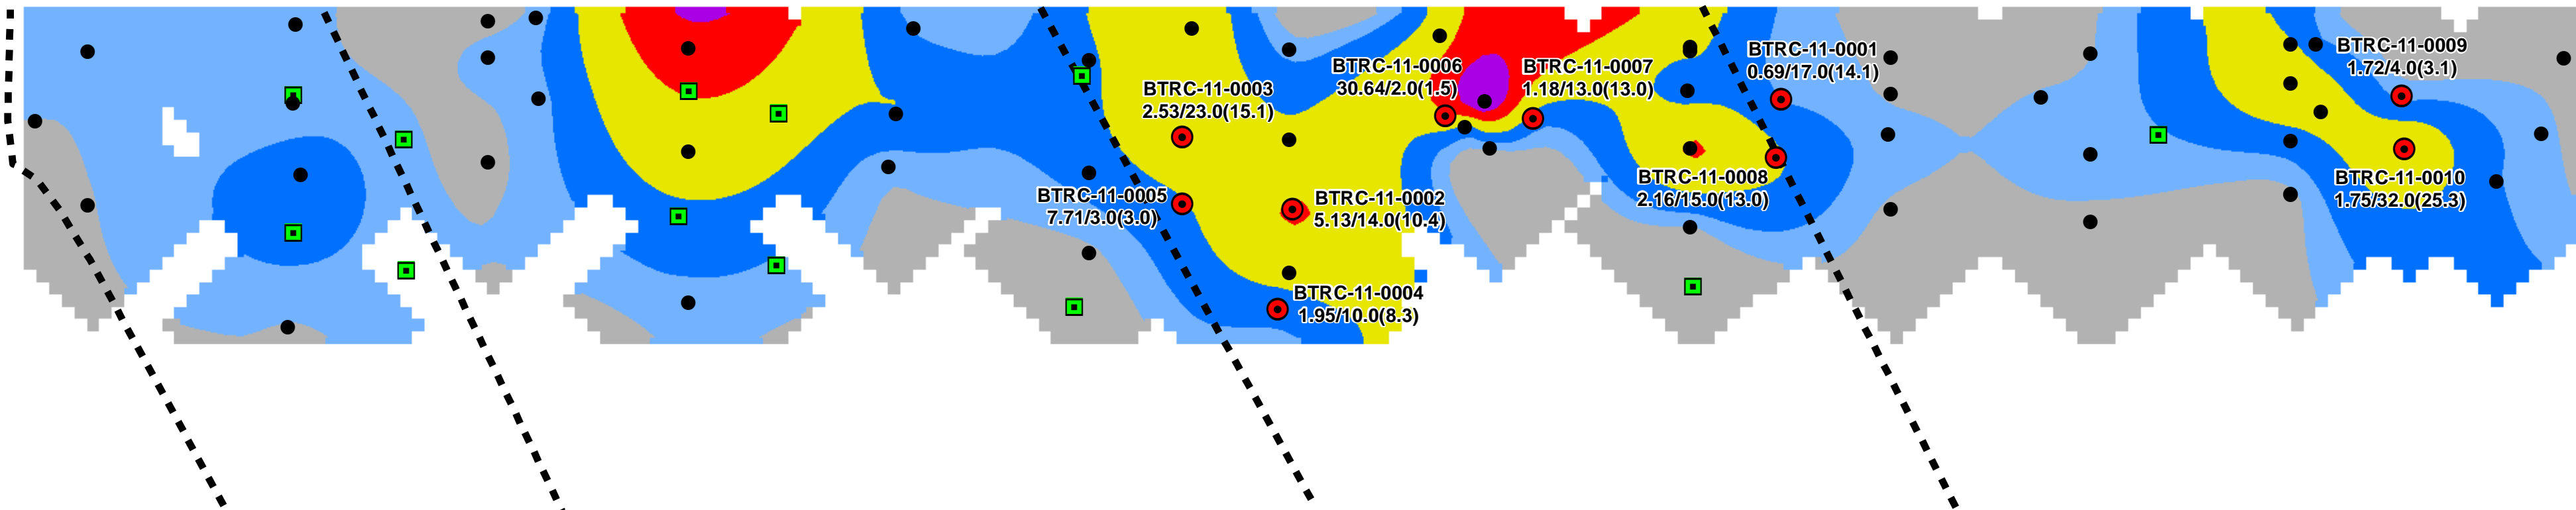 BTRC-11-0003
2.53/23.0(15.1)
BTRC-11-0005
7.71/3.0(3.0)
BTRC-11-0006
30.64/2.0(1.5)
BTRC-11-0007
1.18/13.0(13.0)
BTRC-11-0002
5.13/14.0(10.4)
BTRC-11-0004
1.95/10.0(8.3)
BTRC-11-0001
0.69/17.0(14.1)
BTRC-11-0008
2.16/15.0(13.0)
BTRC-11-0009
1.72/4.0(3.1)
BTRC-11-0010
1.75/32.0(25.3)